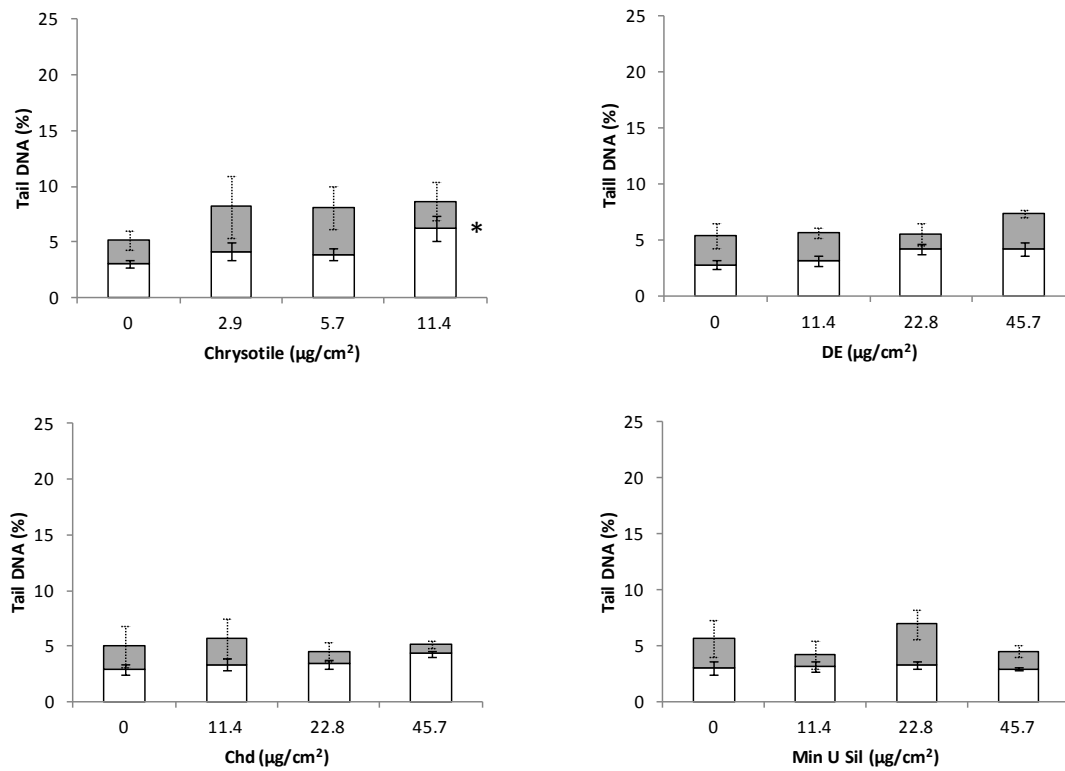 25
20
15
10
5
0
Tail DNA (%)
*
0 2.9 5.7 11.4
Chrysotile (µg/cm²)
25
20
15
10
5
0
Taill DNA (%)
0 11.4 22.8 45.7
DE (µg/cm²)
25
20
15
10
5
0
Tail DNA (%)
0 11.4 22.8 45.7
Chd (µg/cm²)
25
20
15
10
5
0
Tail DNA (%)
0 11.4 22.8 45.7
Min U Sil (µg/cm²)